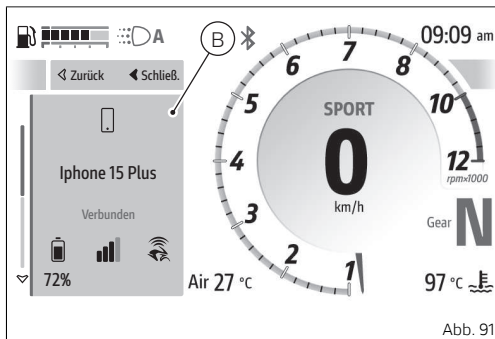 A
B
09:09 am
Zurück
Schließ.
Iphone 15 Plus
Verbunden
72%
SPORT
0
km/h
1
2
3
4
5
6
7
8
10
12
rpm×1000
Gear N
Air 27 °C
97 °C
Abb. 91